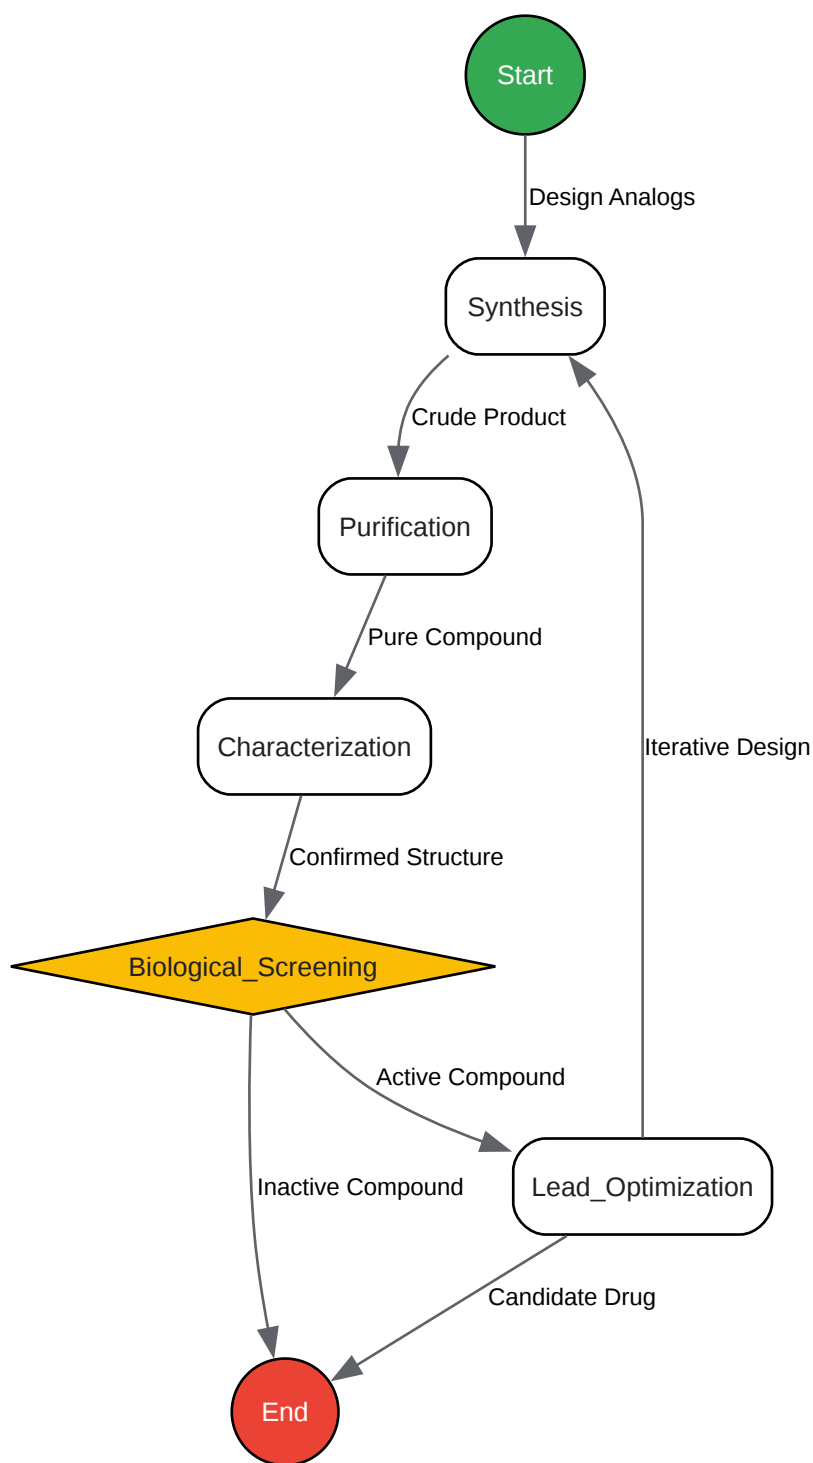 Start
Design Analogs
Synthesis
Crude Product
Purification
Pure Compound
Characterization
Iterative Design
Confirmed Structure
Biological_Screening
Active Compound
Inactive Compound
Lead_Optimization
Candidate Drug
End